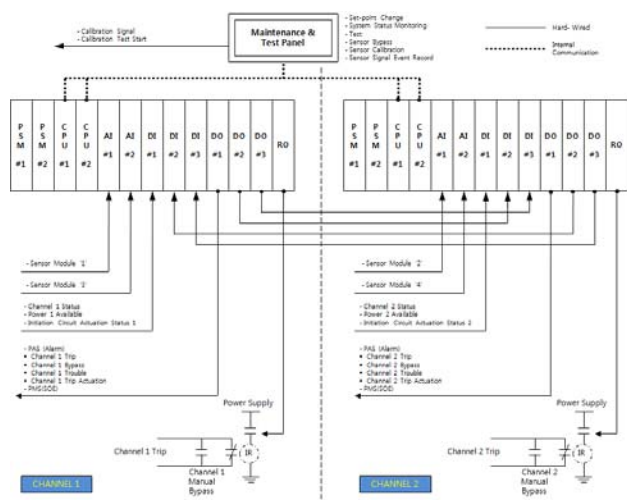 - Calibration Signal
- Calibration Test Start
Maintenance &
Test Panel
- Set-point Change
- System Status Monitoring
- Test
- Sensor Bypass
- Sensor Calibration
- Sensor Signal Event Record
Hard- Wired
Internal
Communication
PSM #1
PSM #2
CPU #1
CPU #2
AI #1
AI #2
DI #1
DI #2
DI #3
DO #1
DO #2
DO #3
RO
PSM #1
PSM #2
CPU #1
CPU #2
AI #1
AI #2
DI #1
DI #2
DI #3
DO #1
DO #2
DO #3
RO
- Sensor Module '1'
- Sensor Module '3'
- Channel 1 Status
- Power 1 Available
- Initiation Circuit Actuation Status 1
- PAS (Alarm)
• Channel 1 Trip
• Channel 1 Bypass
• Channel 1 Trouble
• Channel 1 Trip Actuation
- PMS(SOE)
Power Supply
Channel 1 Trip
IR
Channel 1
Manual
Bypass
CHANNEL 1
- Sensor Module '2'
- Sensor Module '4'
- Channel 2 Status
- Power 2 Available
- Initiation Circuit Actuation Status 2
- PAS (Alarm)
• Channel 2 Trip
• Channel 2 Bypass
• Channel 2 Trouble
• Channel 2 Trip Actuation
- PMS(SOE)
Power Supply
Channel 2 Trip
IR
Channel 2
Manual
Bypass
CHANNEL 2